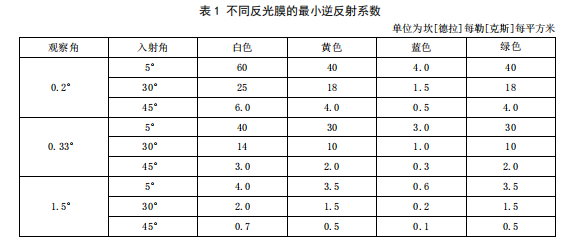 表1 不同反光膜的最小逆反射系数
单位为坎[德拉]每勒[克斯]每平方米
观察角 入射角 白色 黄色 蓝色 绿色
0.2° 5° 60 40 4.0 40
30° 25 18 1.5 18
45° 6.0 4.0 0.5 4.0
0.33° 5° 40 30 3.0 30
30° 14 10 1.0 10
45° 3.0 2.0 0.3 2.0
1.5° 5° 4.0 3.5 0.6 3.5
30° 2.0 1.5 0.2 1.5
45° 0.7 0.5 0.1 0.5